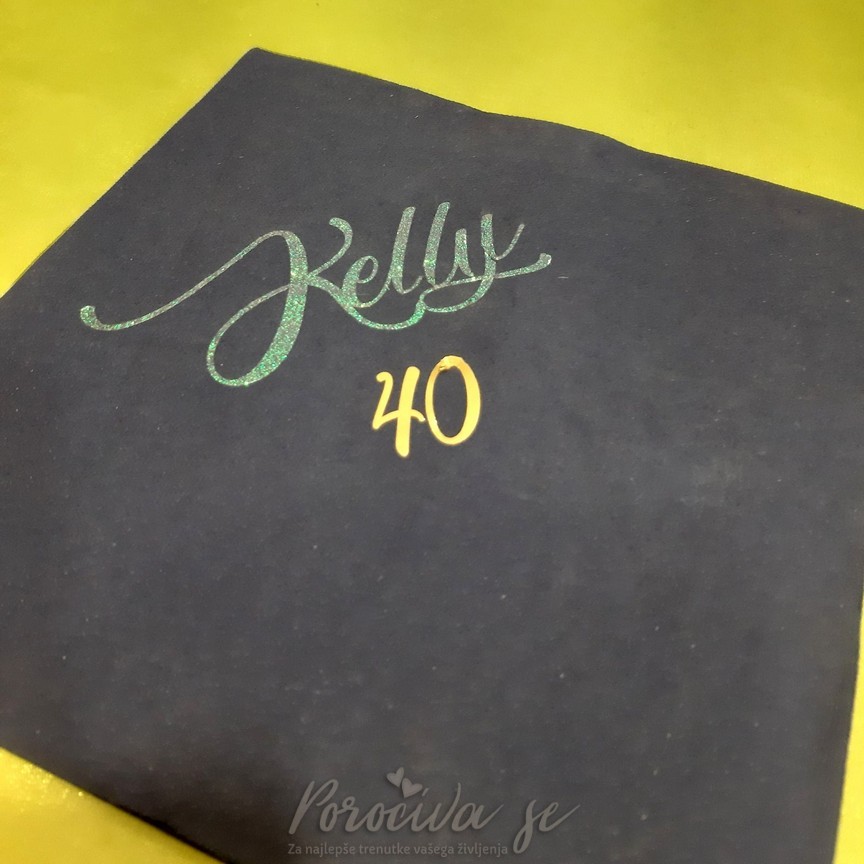 Kelly
40
Poročiva se
Za najlepše trenutke vašega življenja